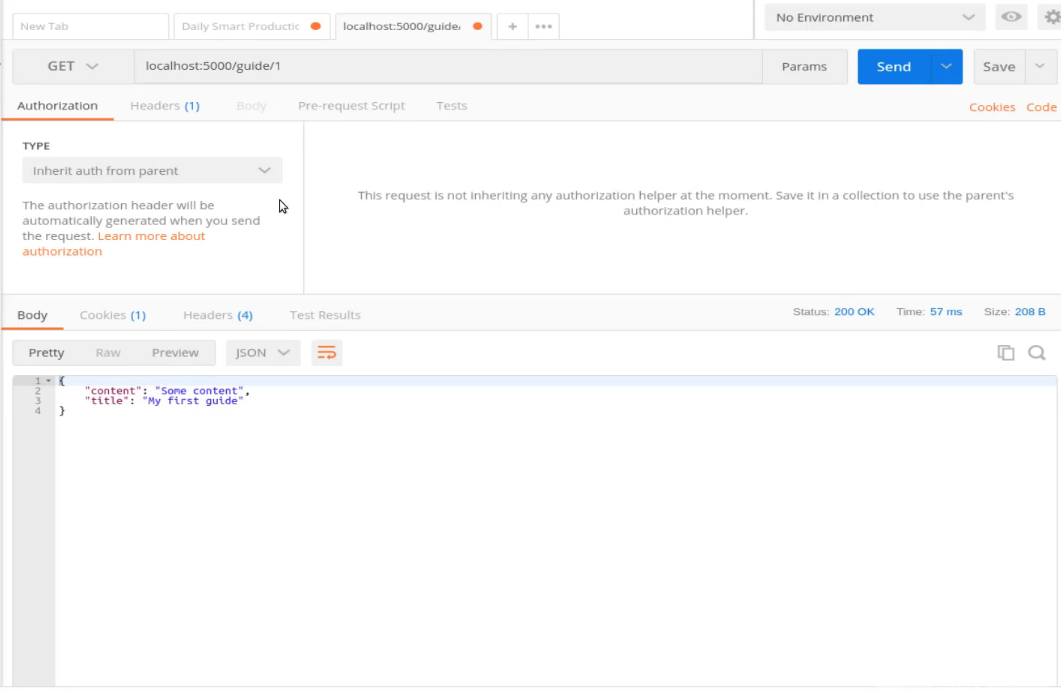 New Tab
Daily Smart Productic
localhost:5000/guide/
+
•••
No Environment
GET
localhost:5000/guide/1
Params
Send
Save
Authorization
Headers (1)
Body
Pre-request Script
Tests
Cookies
Code
TYPE
Inherit auth from parent
The authorization header will be
automatically generated when you send
the request. Learn more about
authorization
This request is not inheriting any authorization helper at the moment. Save it in a collection to use the parent's
authorization helper.
Body
Cookies (1)
Headers (4)
Test Results
Status: 200 OK
Time: 57 ms
Size: 208 B
Pretty
Raw
Preview
JSON
1 {
2 "content": "Some content",
3 "title": "My first guide"
4 }